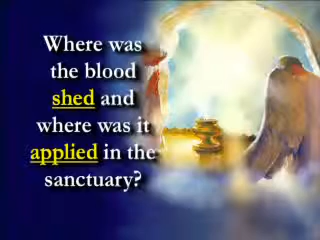 Where was
the blood
shed and
where was it
applied in the
sanctuary?